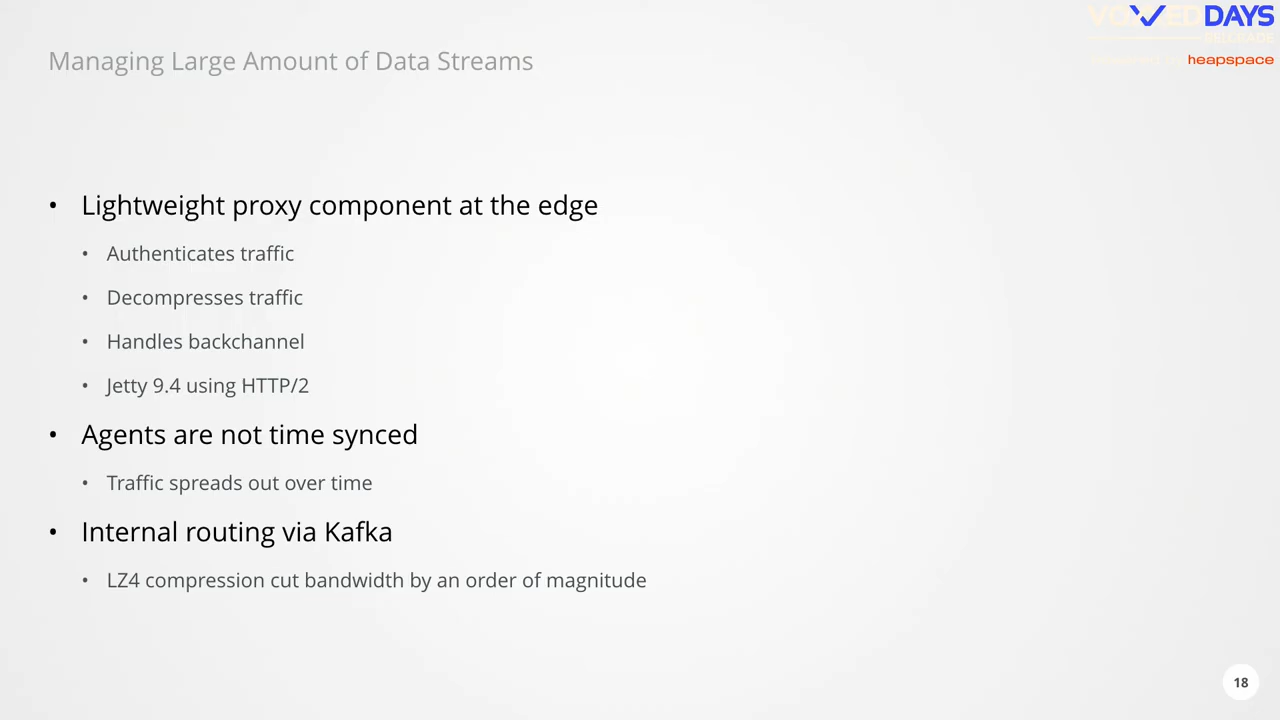 VOXXED DAYS
BELGRADE
heapspace
Managing Large Amount of Data Streams
• Lightweight proxy component at the edge
• Authenticates traffic
• Decompresses traffic
• Handles backchannel
• Jetty 9.4 using HTTP/2
• Agents are not time synced
• Traffic spreads out over time
• Internal routing via Kafka
• LZ4 compression cut bandwidth by an order of magnitude
18